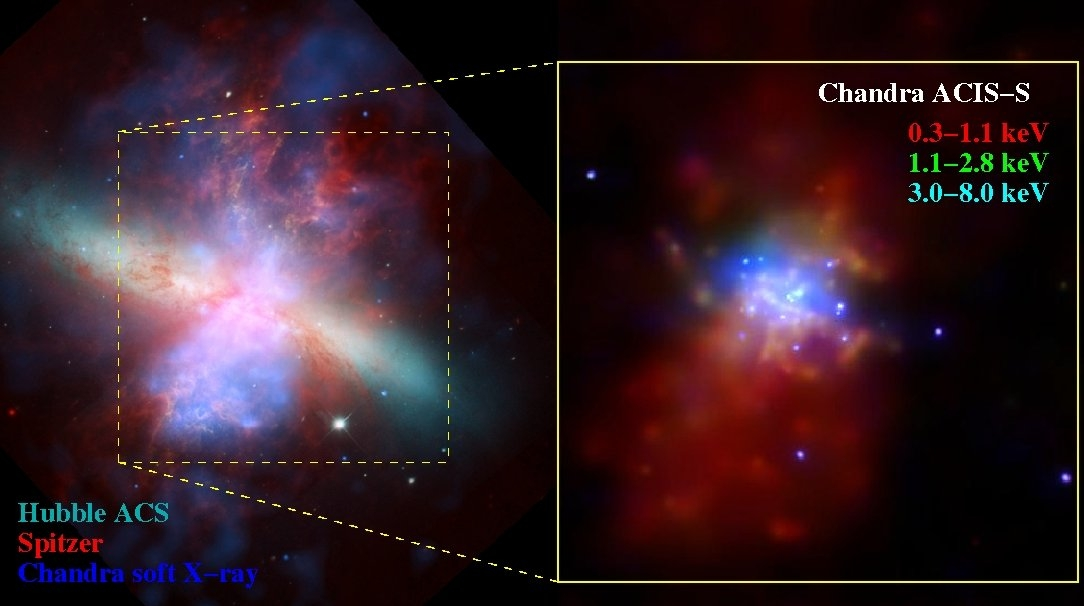 Chandra ACIS–S
0.3–1.1 keV
1.1–2.8 keV
3.0–8.0 keV
Hubble ACS
Spitzer
Chandra soft X–ray